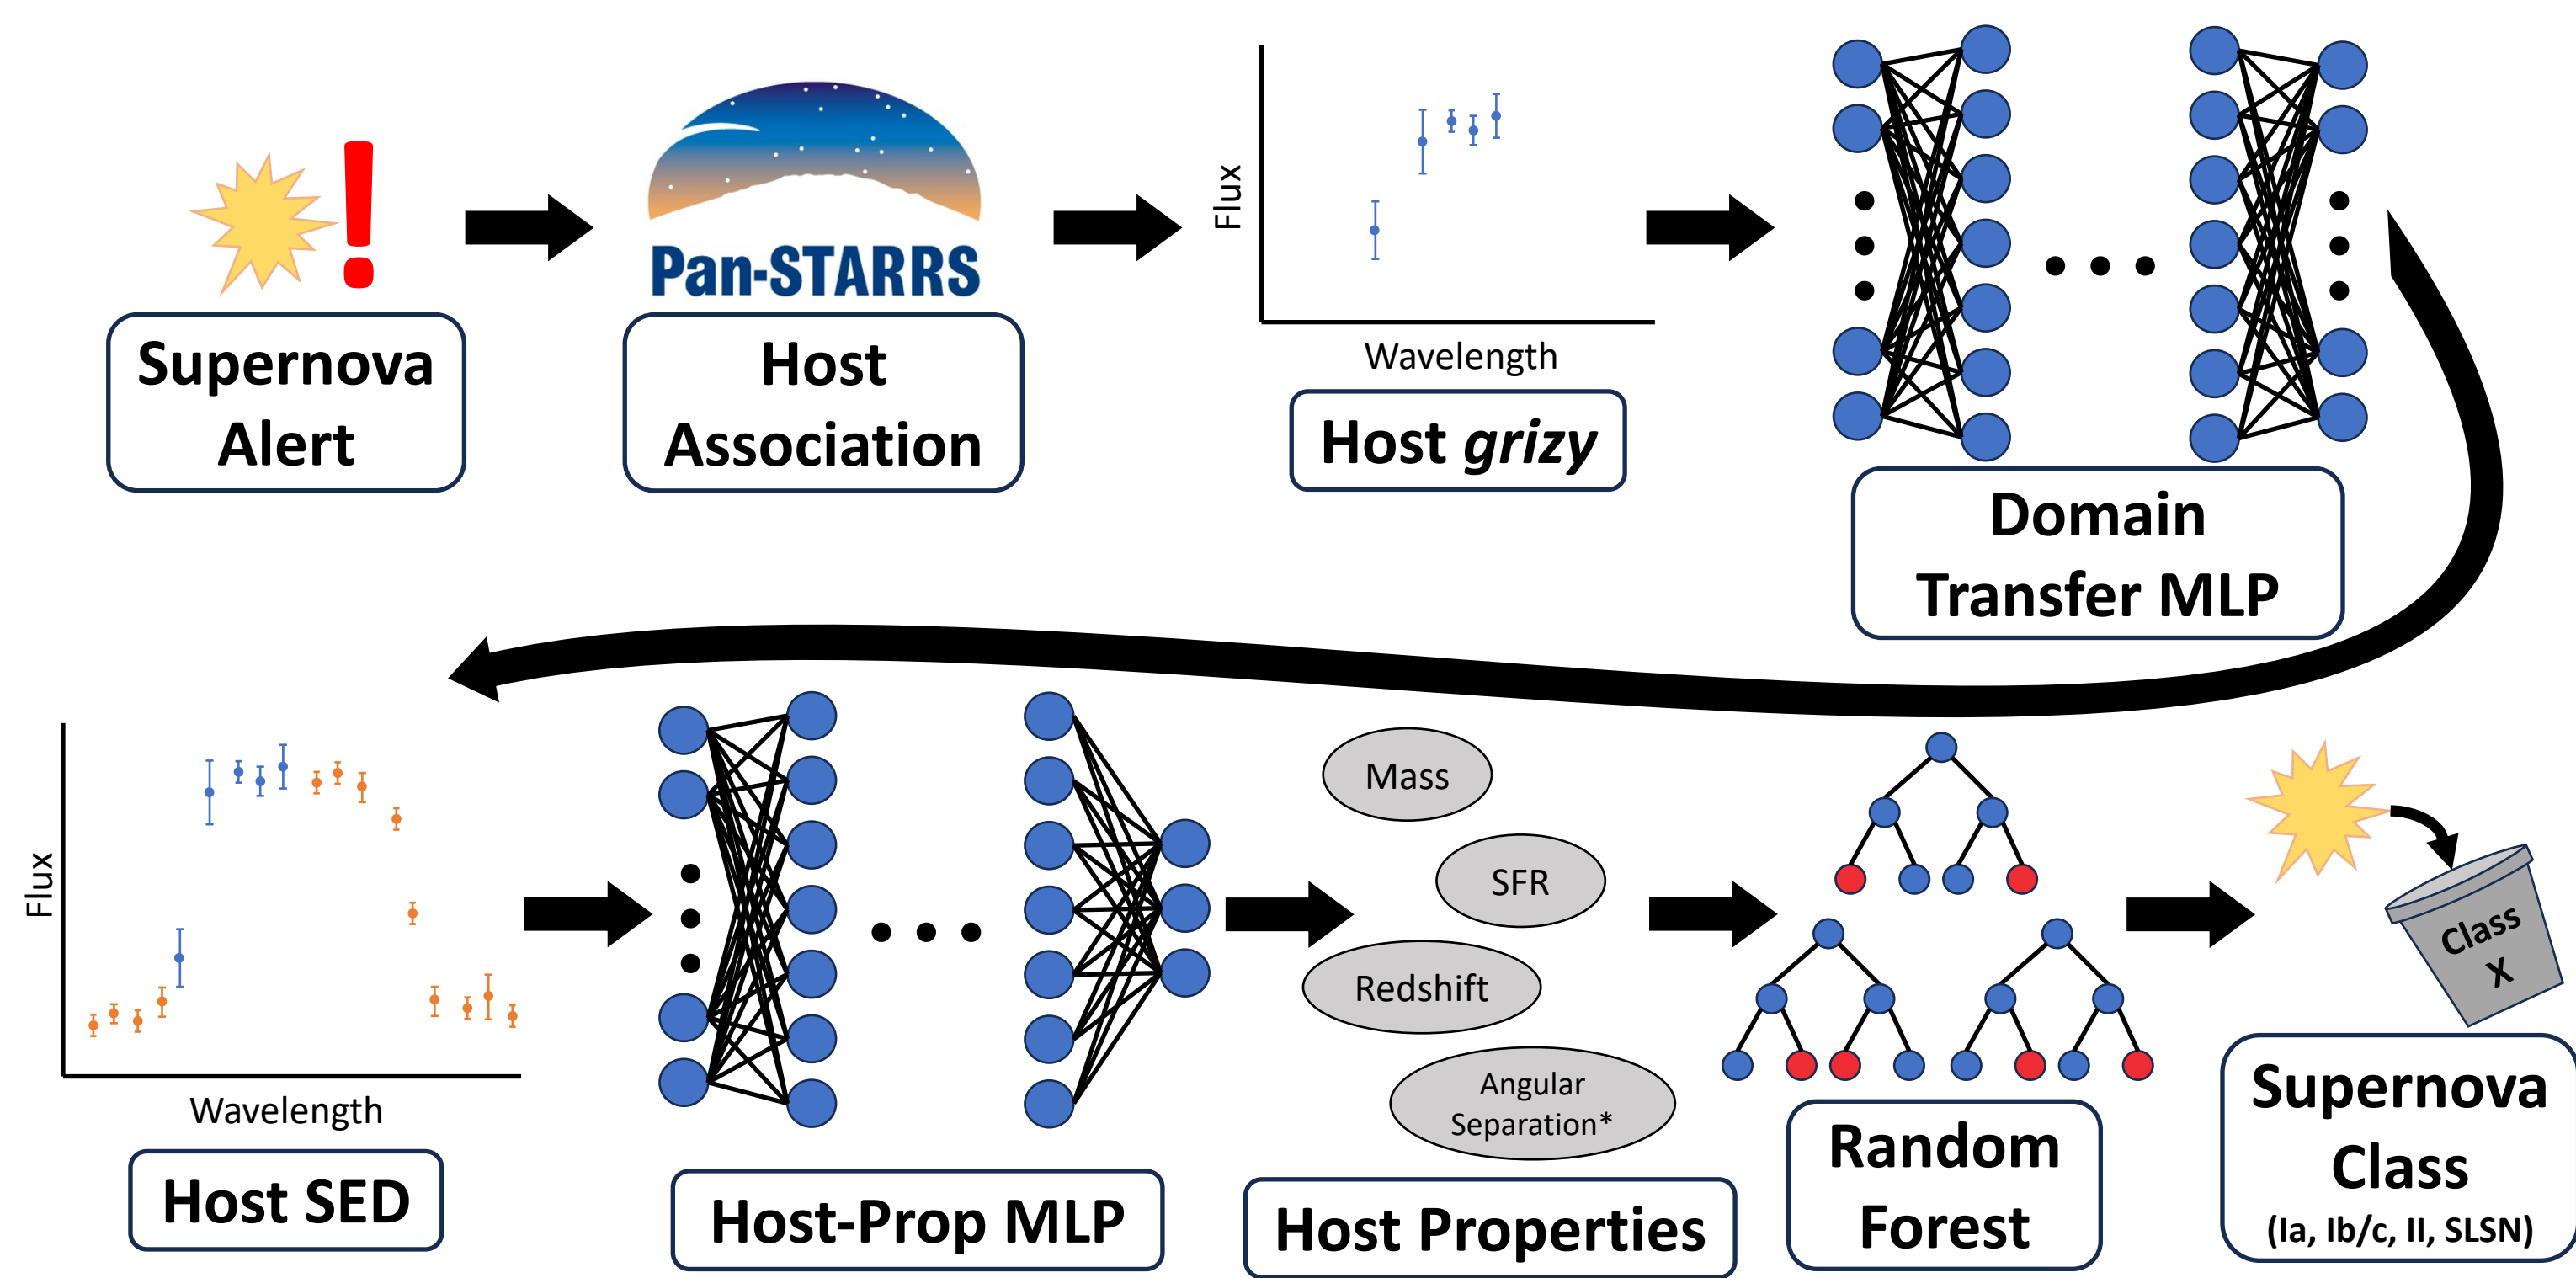 Pan-STARRS
Supernova
Alert
Host
Association
Flux
Wavelength
Host grizy
Domain
Transfer MLP
Flux
Wavelength
Host SED
Host-Prop MLP
Mass
SFR
Redshift
Angular
Separation*
Host Properties
Random
Forest
Class
X
Supernova
Class
(Ia, Ib/c, II, SLSN)